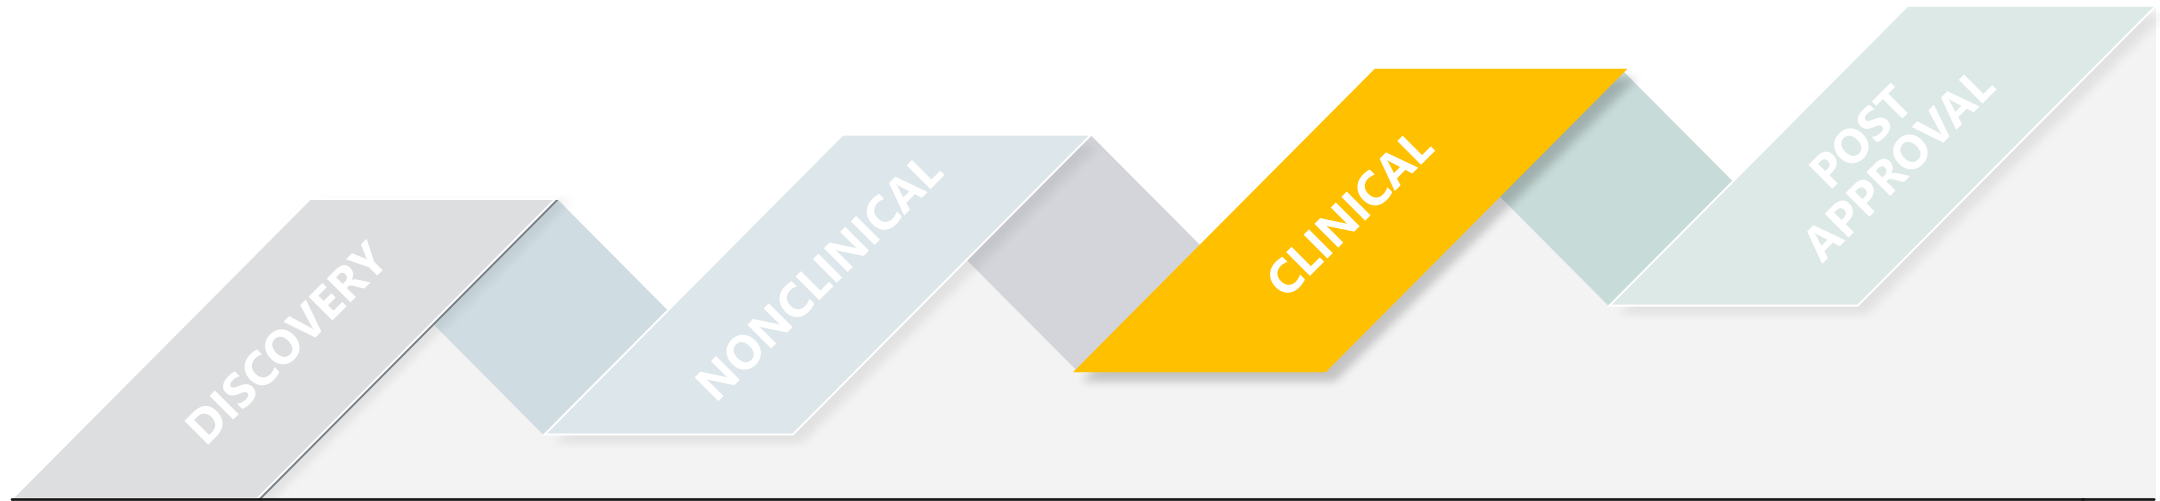 DISCOVERY
NONCLINICAL
CLINICAL
POST
APPROVAL